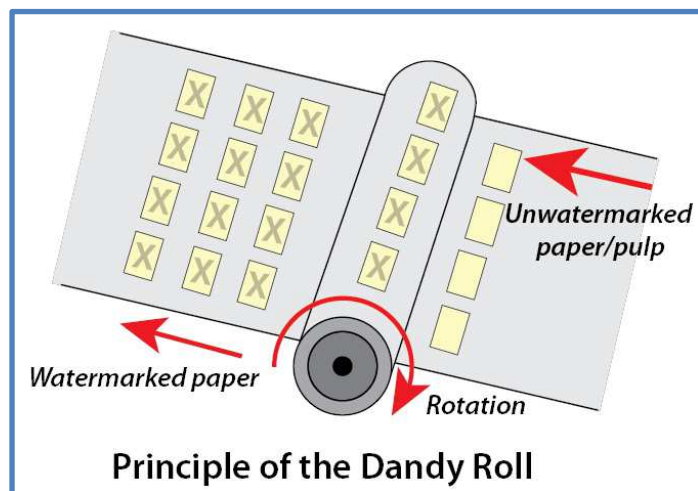 X X X X
X X X X
X X X X
X X X X
Unwatermarked
paper/pulp
Watermarked paper
Rotation
Principle of the Dandy Roll